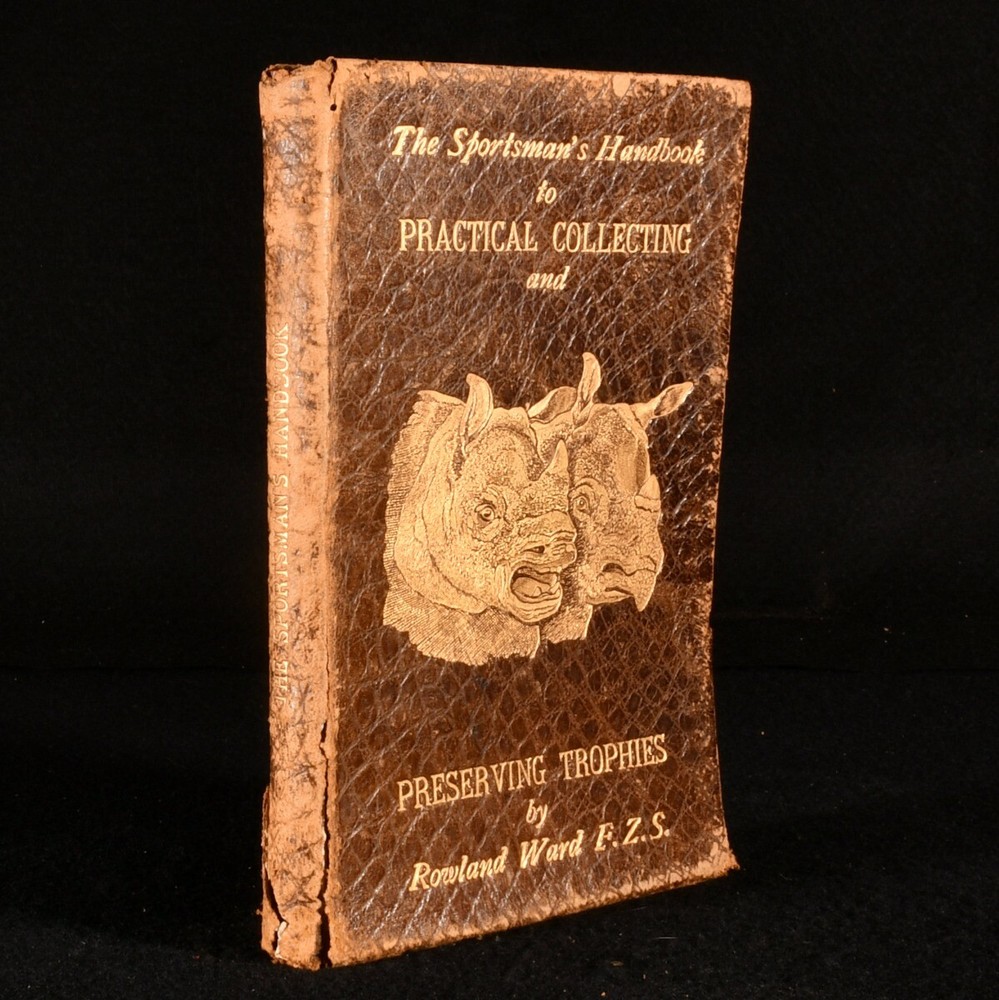 The Sportsman's Handbook
to
PRACTICAL COLLECTING
and
PRESERVING TROPHIES
by
Rowland Ward F.Z.S.
THE SPORTSMAN'S HANDBOOK